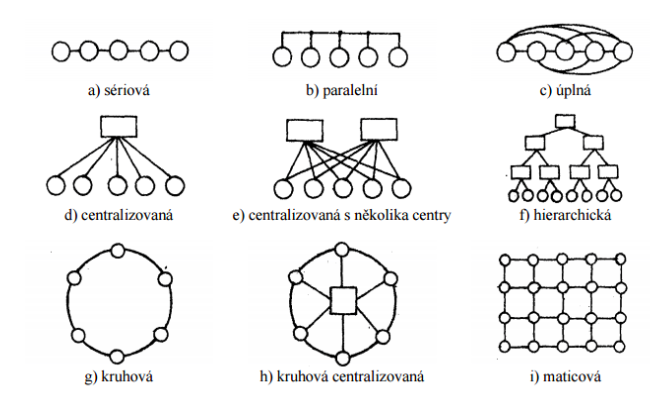 a) sériová
b) paralelní
c) úplná
d) centralizovaná
e) centralizovaná s několika centry
f) hierarchická
g) kruhová
h) kruhová centralizovaná
i) maticová